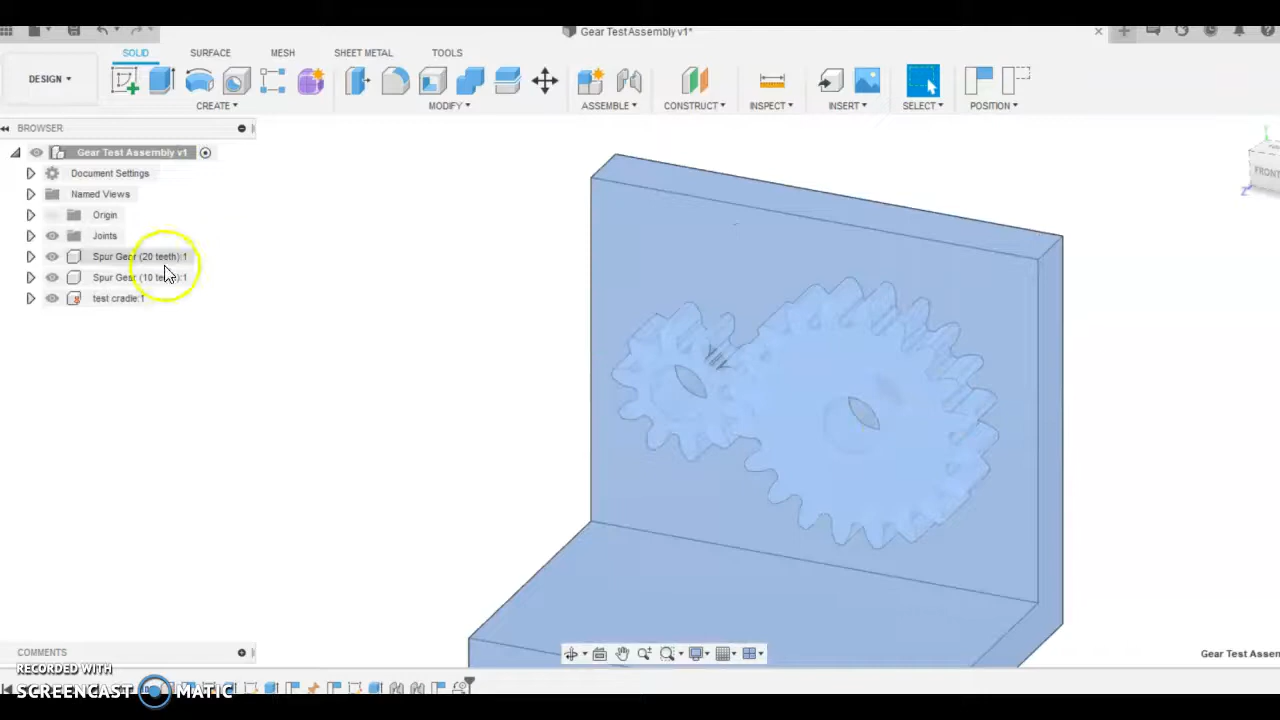 Gear Test Assembly v1*
SOLID SURFACE MESH SHEET METAL TOOLS
DESIGN
CREATE MODIFY ASSEMBLE CONSTRUCT INSPECT INSERT SELECT POSITION
BROWSER
Gear Test Assembly v1
Document Settings
Named Views
Origin
Joints
Spur Gear (20 teeth):1
Spur Gear (10 teeth):1
test cradle:1
FRONT
Z
COMMENTS
Gear Assem
RECORDED WITH
SCREENCAST MATIC